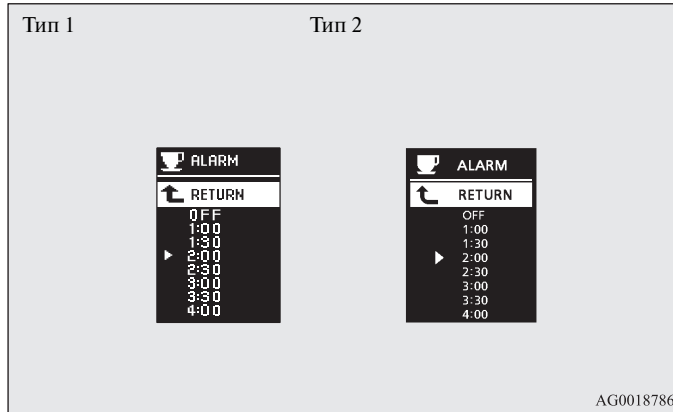 Тип 1
Тип 2
ALARM
RETURN
OFF
1:00
1:30
2:00
2:30
3:00
3:30
4:00
ALARM
RETURN
OFF
1:00
1:30
2:00
2:30
3:00
3:30
4:00
AG0018786